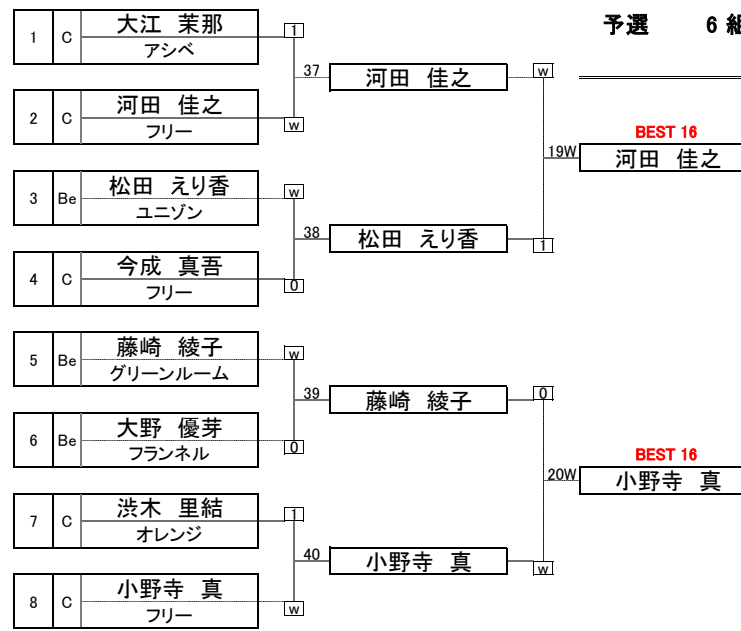 予選 6 組
1 C 大江 茉那
アシベ
1
37 河田 佳之 w
2 C 河田 佳之
フリー
w
BEST 16
19W 河田 佳之
3 Be 松田 えり香
ユニゾン
w
38 松田 えり香 1
4 C 今成 真吾
フリー
0
5 Be 藤崎 綾子
グリーンルーム
w
39 藤崎 綾子 0
6 Be 大野 優芽
フランネル
0
BEST 16
20W 小野寺 真
7 C 渋木 里結
オレンジ
1
40 小野寺 真 w
8 C 小野寺 真
フリー
w